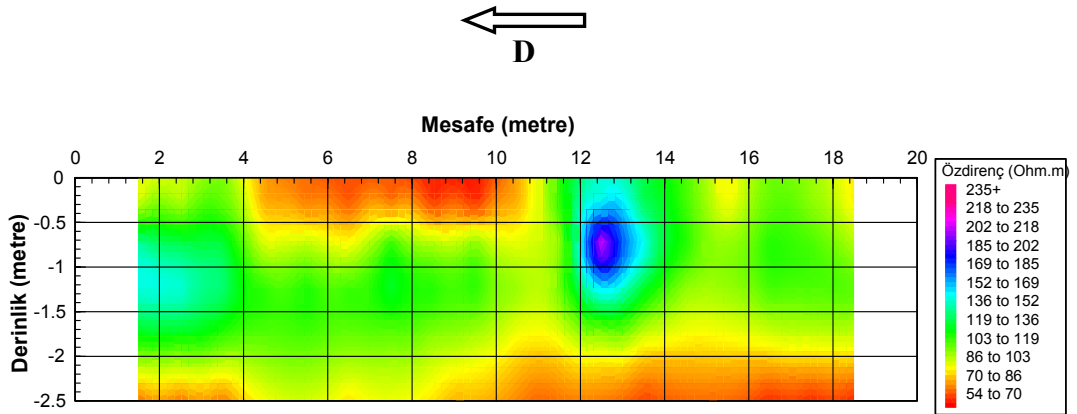 D
Mesafe (metre)
0 2 4 6 8 10 12 14 16 18 20
Derinlik (metre)
0
-0.5
-1
-1.5
-2
-2.5
Özdirenç (Ohm.m)
235+
218 to 235
202 to 218
185 to 202
169 to 185
152 to 169
136 to 152
119 to 136
103 to 119
86 to 103
70 to 86
54 to 70